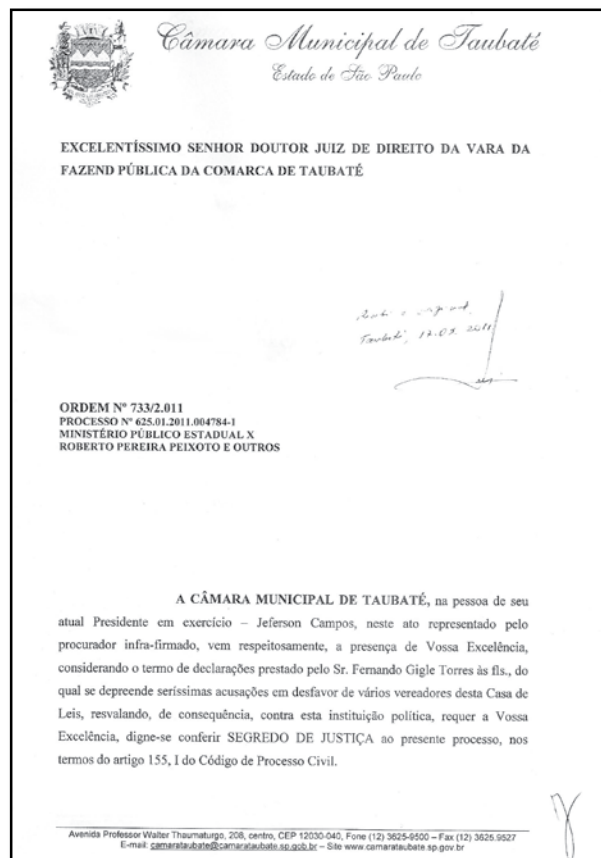 Câmara Municipal de Taubaté
Estado de São Paulo
EXCELENTÍSSIMO SENHOR DOUTOR JUIZ DE DIREITO DA VARA DA
FAZEND PÚBLICA DA COMARCA DE TAUBATÉ
Taubaté,
2011
ORDEM Nº 733/2.011
PROCESSO Nº 625.01.2011.004784-1
MINISTÉRIO PÚBLICO ESTADUAL X
ROBERTO PEREIRA PEIXOTO E OUTROS
A CÂMARA MUNICIPAL DE TAUBATÉ, na pessoa de seu
atual Presidente em exercício – Jeferson Campos, neste ato representado pelo
procurador infra-firmado, vem respeitosamente, a presença de Vossa Excelência,
considerando o termo de declarações prestado pelo Sr. Fernando Gigle Torres às fls., do
qual se depreende seríssimas acusações em desfavor de vários vereadores desta Casa de
Leis, resvalando, de consequência, contra esta instituição política, requer a Vossa
Excelência, digne-se conferir SEGREDO DE JUSTIÇA ao presente processo, nos
termos do artigo 155, I do Código de Processo Civil.
Avenida Professor Walter Thaumaturgo, 208, centro, CEP 12030-040, Fone (12) 3625-9500 – Fax (12) 3625.9527
E-mail: camarataubate@camarataubate.sp.gob.br – Site www.camarataubate.sp.gov.br